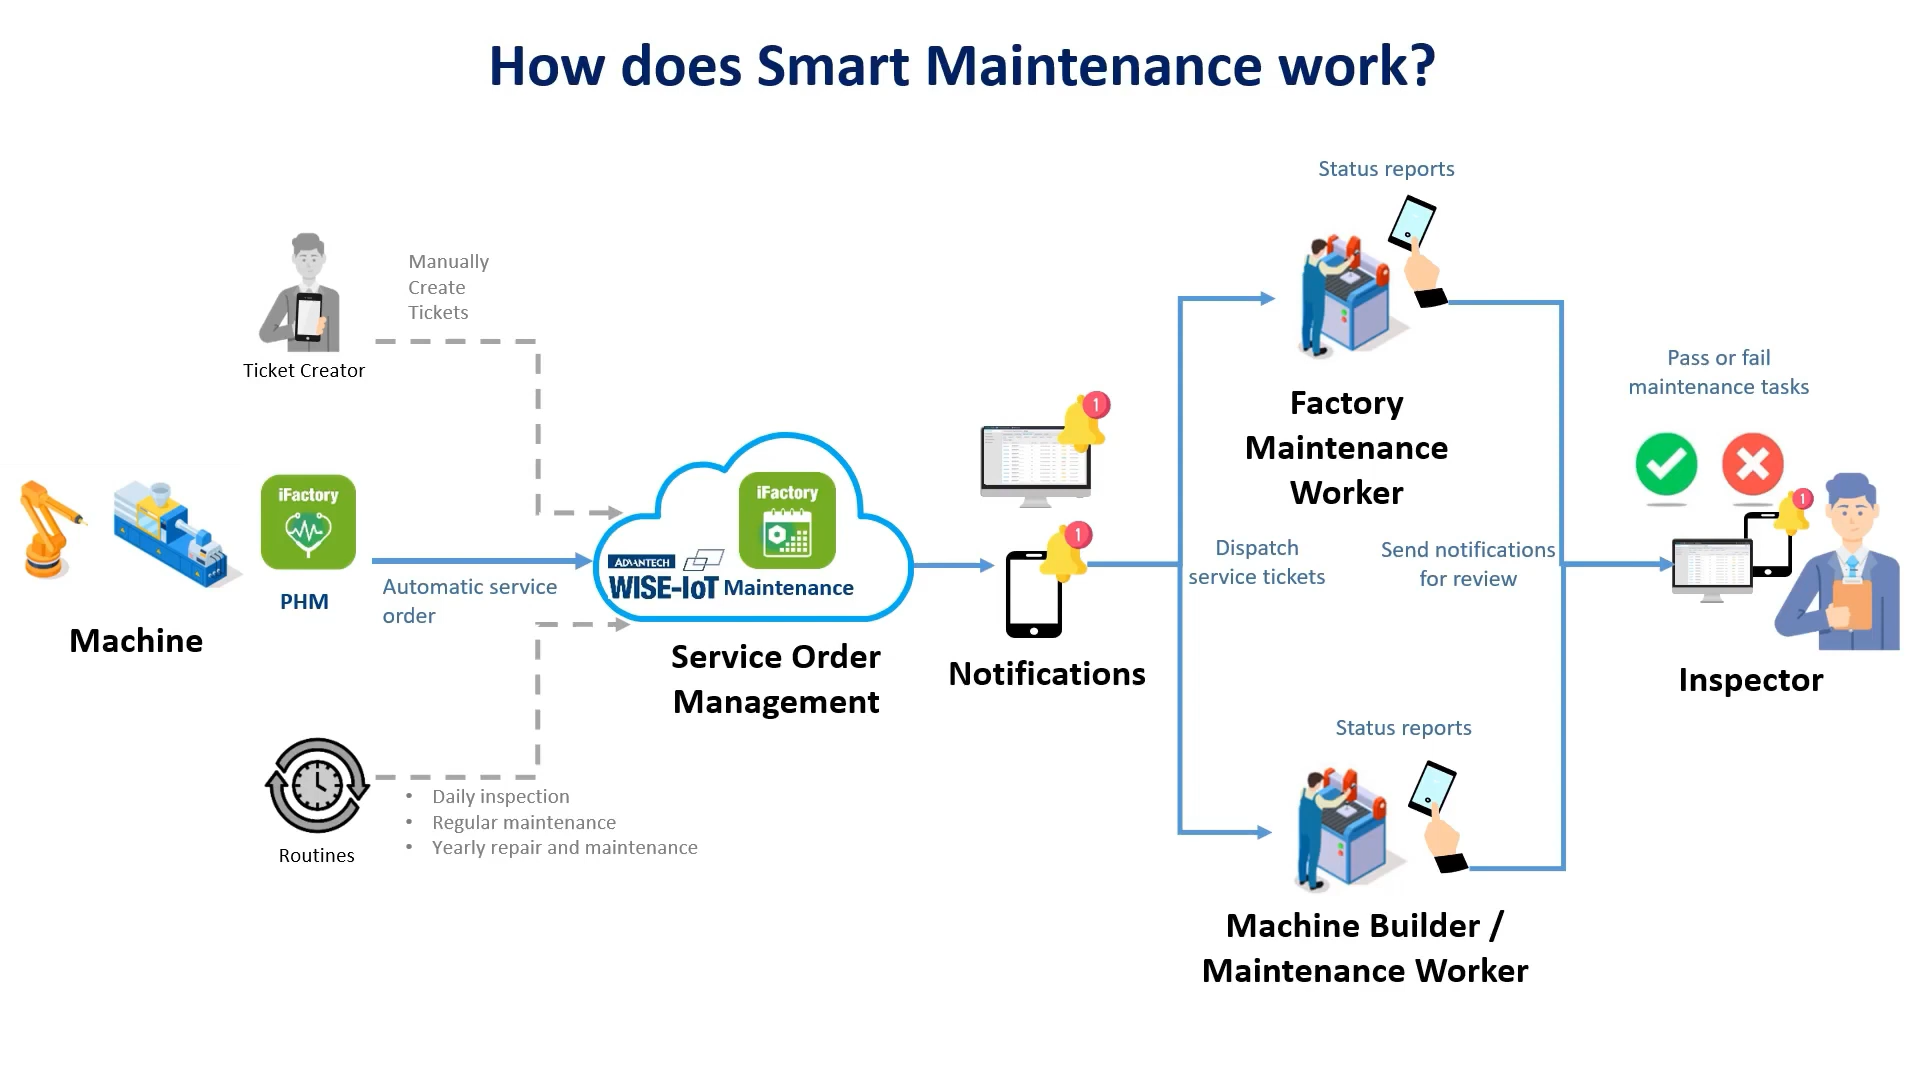 How does Smart Maintenance work?
Status reports
Manually
Create
Tickets
Ticket Creator
Pass or fail
maintenance tasks
1
Factory
Maintenance
Worker
iFactory
PHM
Machine
Automatic service
order
iFactory
ADVANTECH
WISE-IoT Maintenance
Service Order
Management
1
Notifications
Dispatch
service tickets
Send notifications
for review
1
Inspector
Status reports
Routines
• Daily inspection
• Regular maintenance
• Yearly repair and maintenance
Machine Builder /
Maintenance Worker